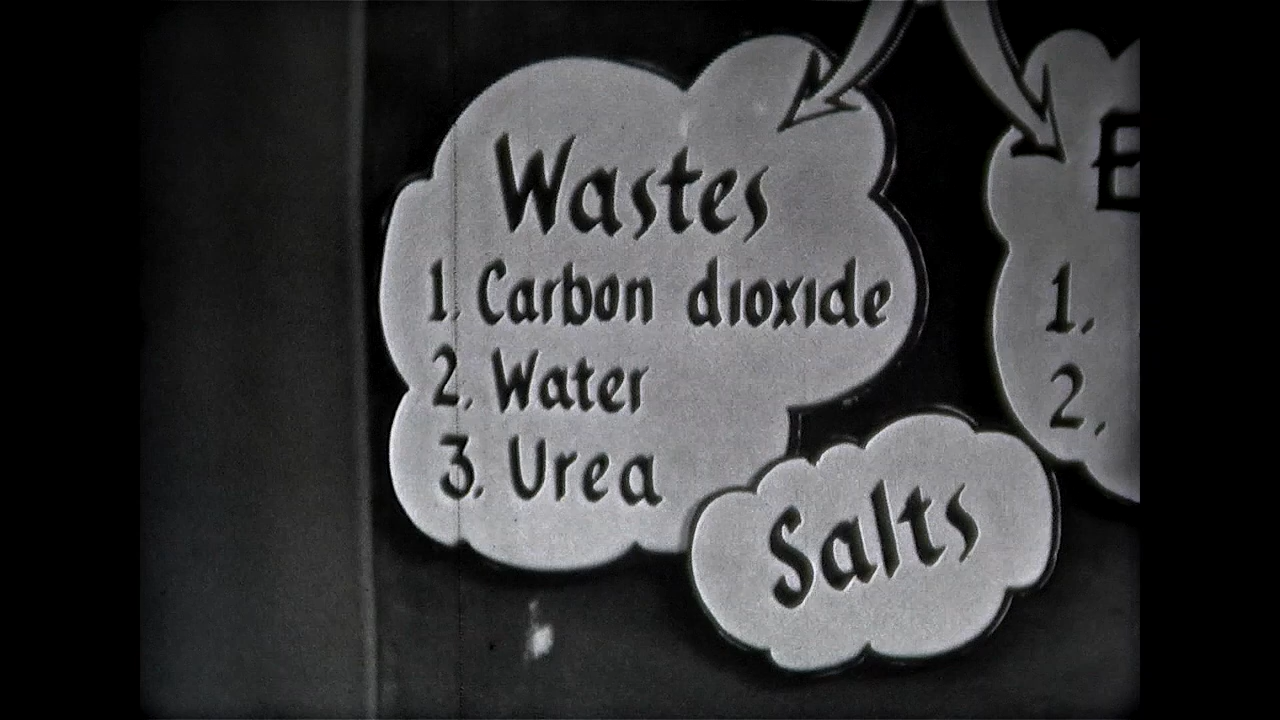 Wastes
1. Carbon dioxide
2. Water
3. Urea
Salts
E
1.
2.